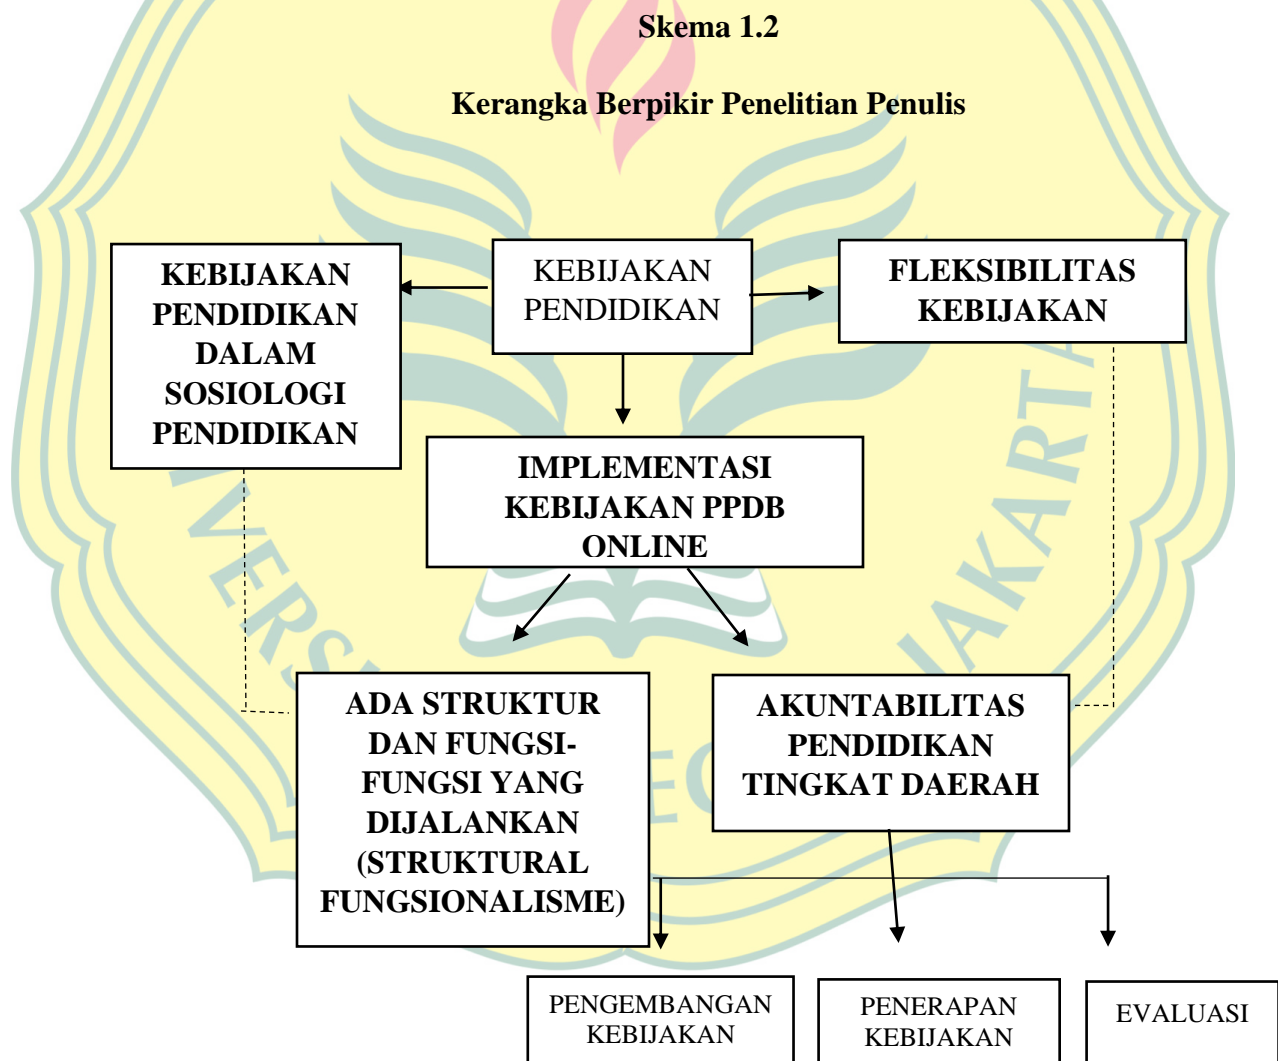 Skema 1.2
Kerangka Berpikir Penelitian Penulis
KEBIJAKAN
PENDIDIKAN
DALAM
SOSIOLOGI
PENDIDIKAN
KEBIJAKAN
PENDIDIKAN
FLEKSIBILITAS
KEBIJAKAN
IMPLEMENTASI
KEBIJAKAN PPDB
ONLINE
ADA STRUKTUR
DAN FUNGSI-
FUNGSI YANG
DIJALANKAN
(STRUKTURAL
FUNGSIONALISME)
AKUNTABILITAS
PENDIDIKAN
TINGKAT DAERAH
PENGEMBANGAN
KEBIJAKAN
PENERAPAN
KEBIJAKAN
EVALUASI